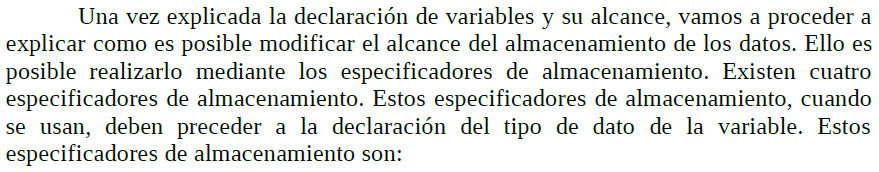 Una vez explicada la declaración de variables y su alcance, vamos a proceder a
explicar como es posible modificar el alcance del almacenamiento de los datos. Ello es
posible realizarlo mediante los especificadores de almacenamiento. Existen cuatro
especificadores de almacenamiento. Estos especificadores de almacenamiento, cuando
se usan, deben preceder a la declaración del tipo de dato de la variable. Estos
especificadores de almacenamiento son: